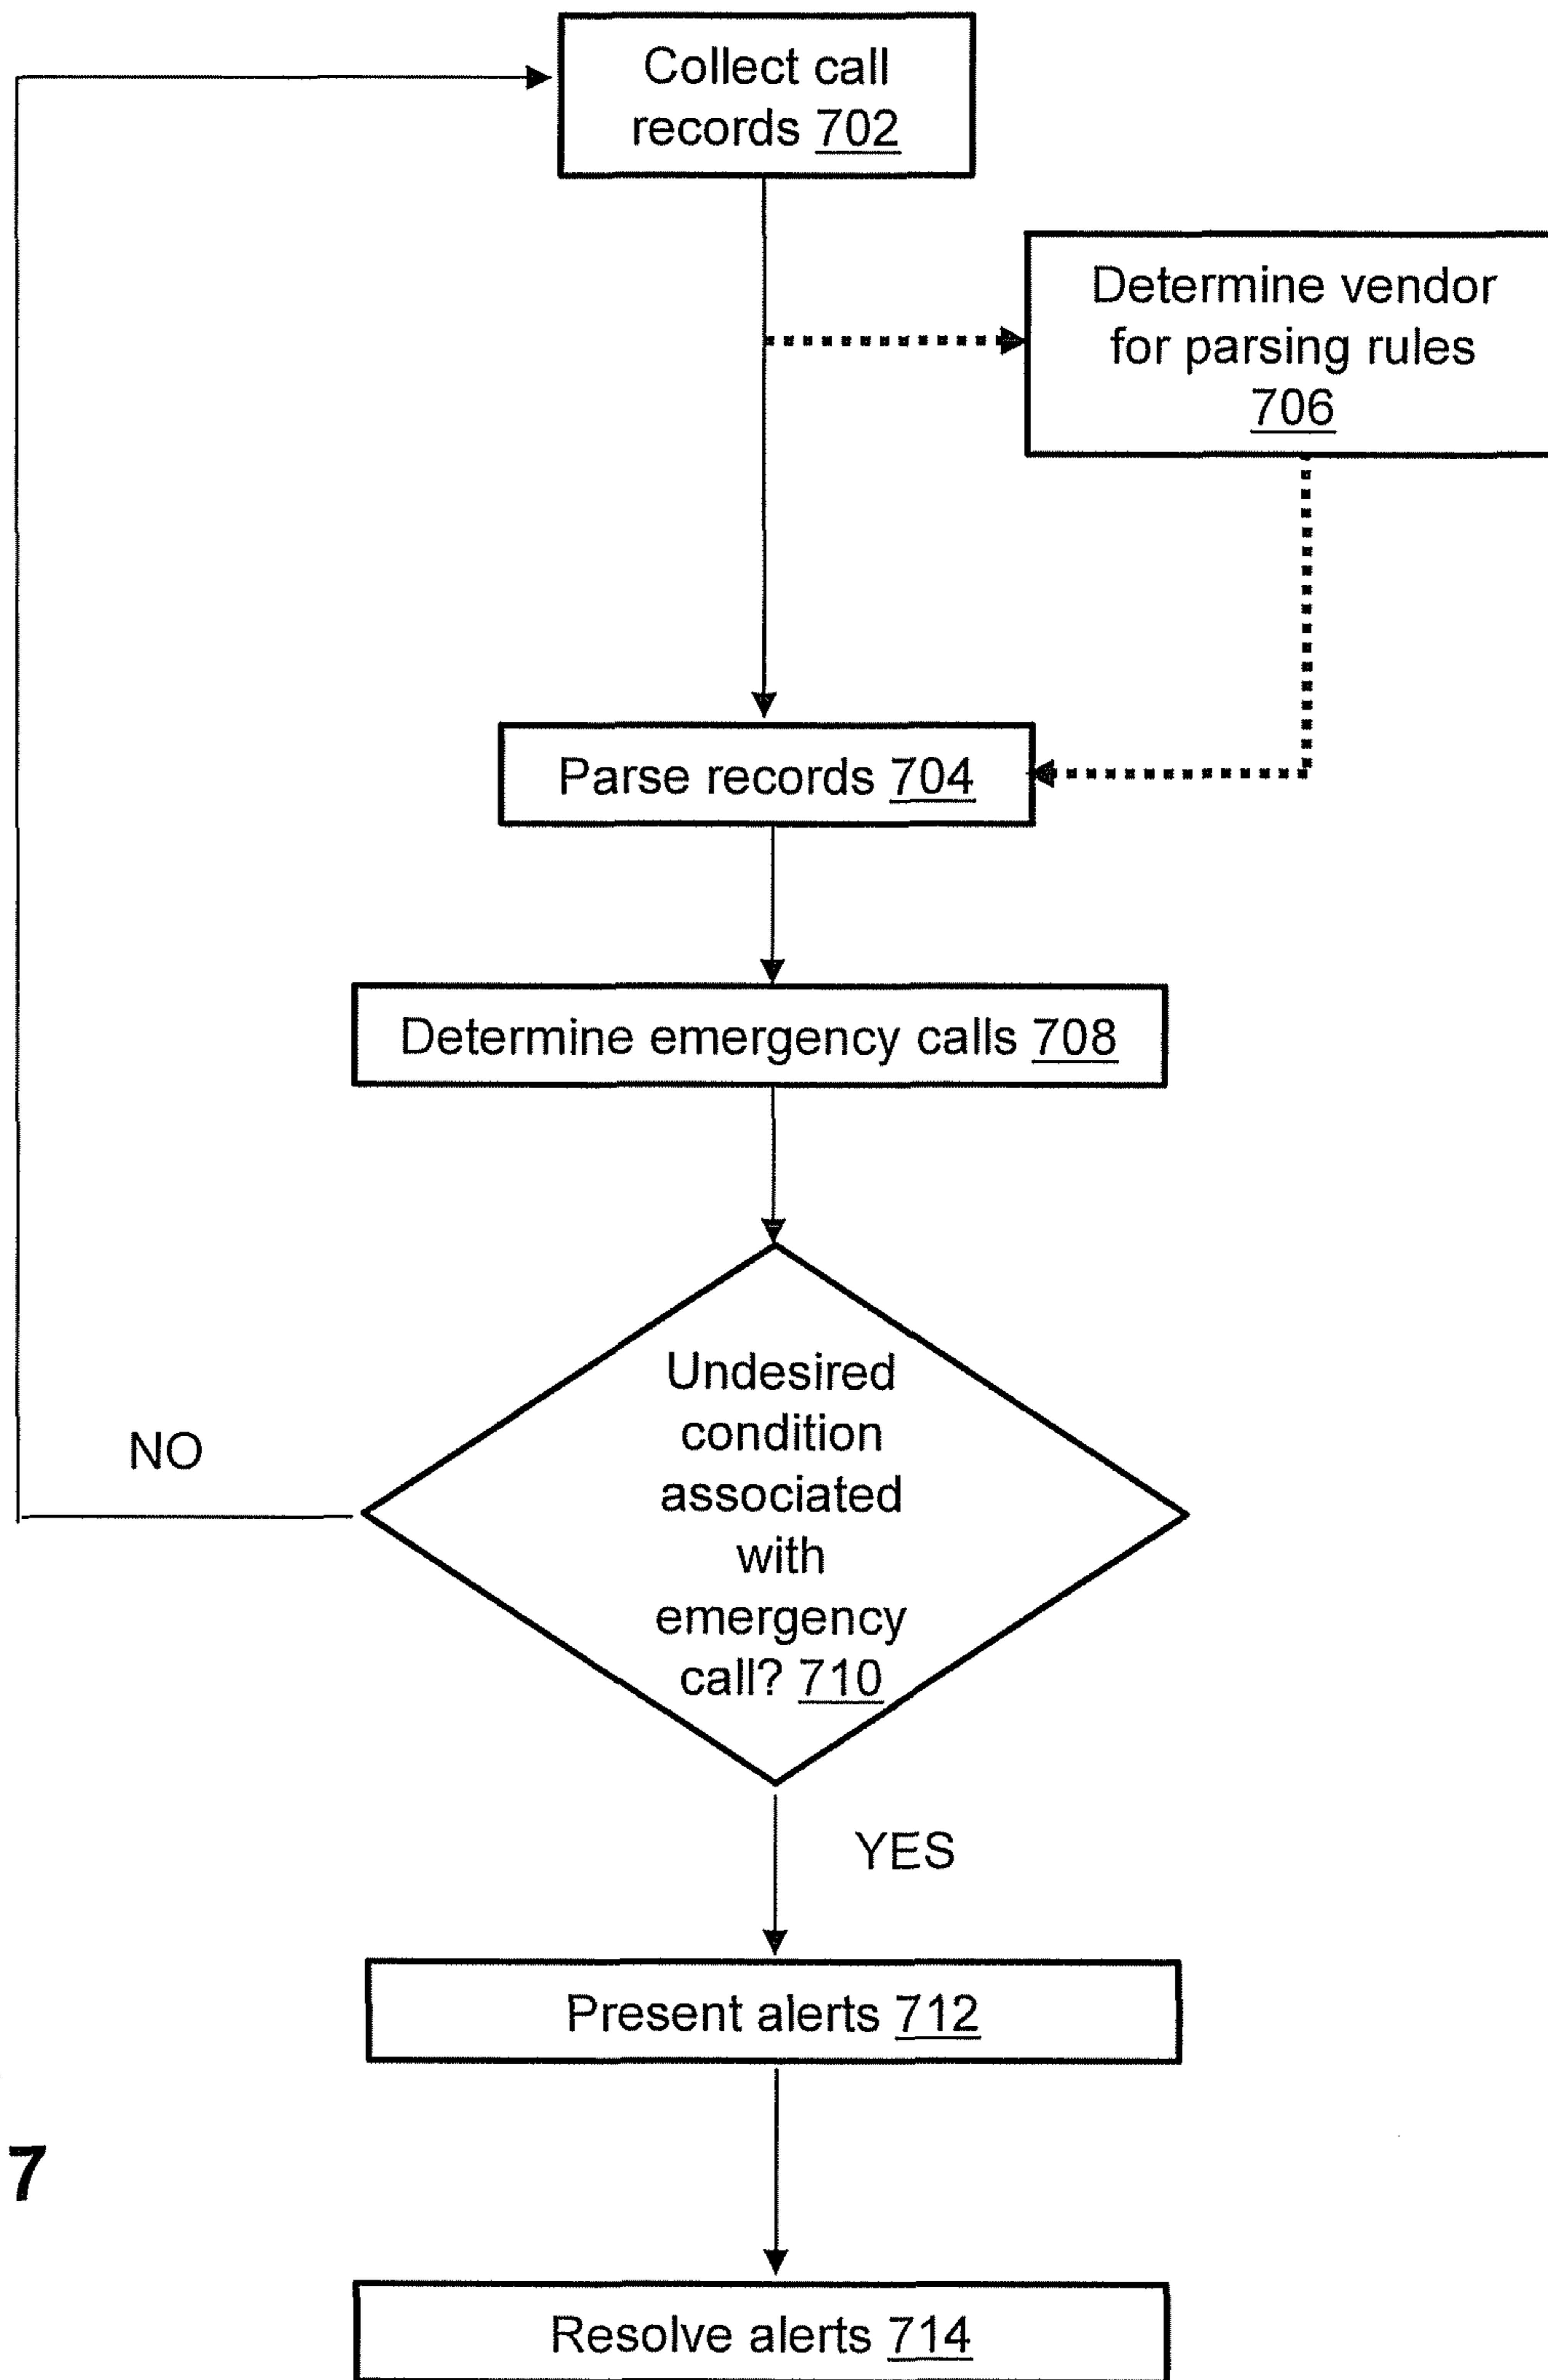 Collect call
records 702
Determine vendor
for parsing rules
706
Parse records 704
Determine emergency calls 708
Undesired
condition
associated
with
emergency
call? 710
NO
YES
Present alerts 712
7
Resolve alerts 714